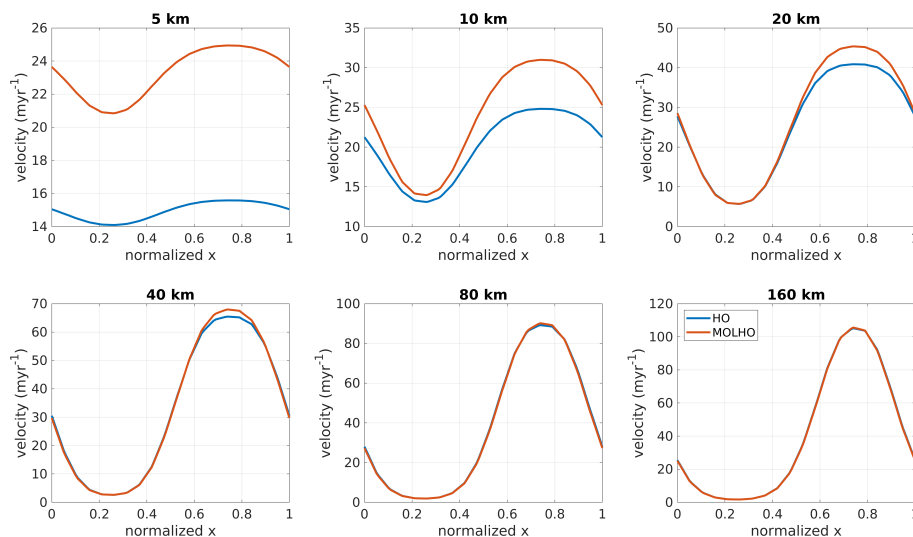 5 km
26
24
22
20
18
16
14
velocity (myr-1)
0 0.2 0.4 0.6 0.8 1
normalized x
10 km
35
30
25
20
15
10
velocity (myr-1)
0 0.2 0.4 0.6 0.8 1
normalized x
20 km
50
40
30
20
10
0
velocity (myr-1)
0 0.2 0.4 0.6 0.8 1
normalized x
40 km
70
60
50
40
30
20
10
0
velocity (myr-1)
0 0.2 0.4 0.6 0.8 1
normalized x
80 km
100
80
60
40
20
0
velocity (myr-1)
0 0.2 0.4 0.6 0.8 1
normalized x
160 km
120
100
80
60
40
20
0
velocity (myr-1)
HO
MOLHO
0 0.2 0.4 0.6 0.8 1
normalized x